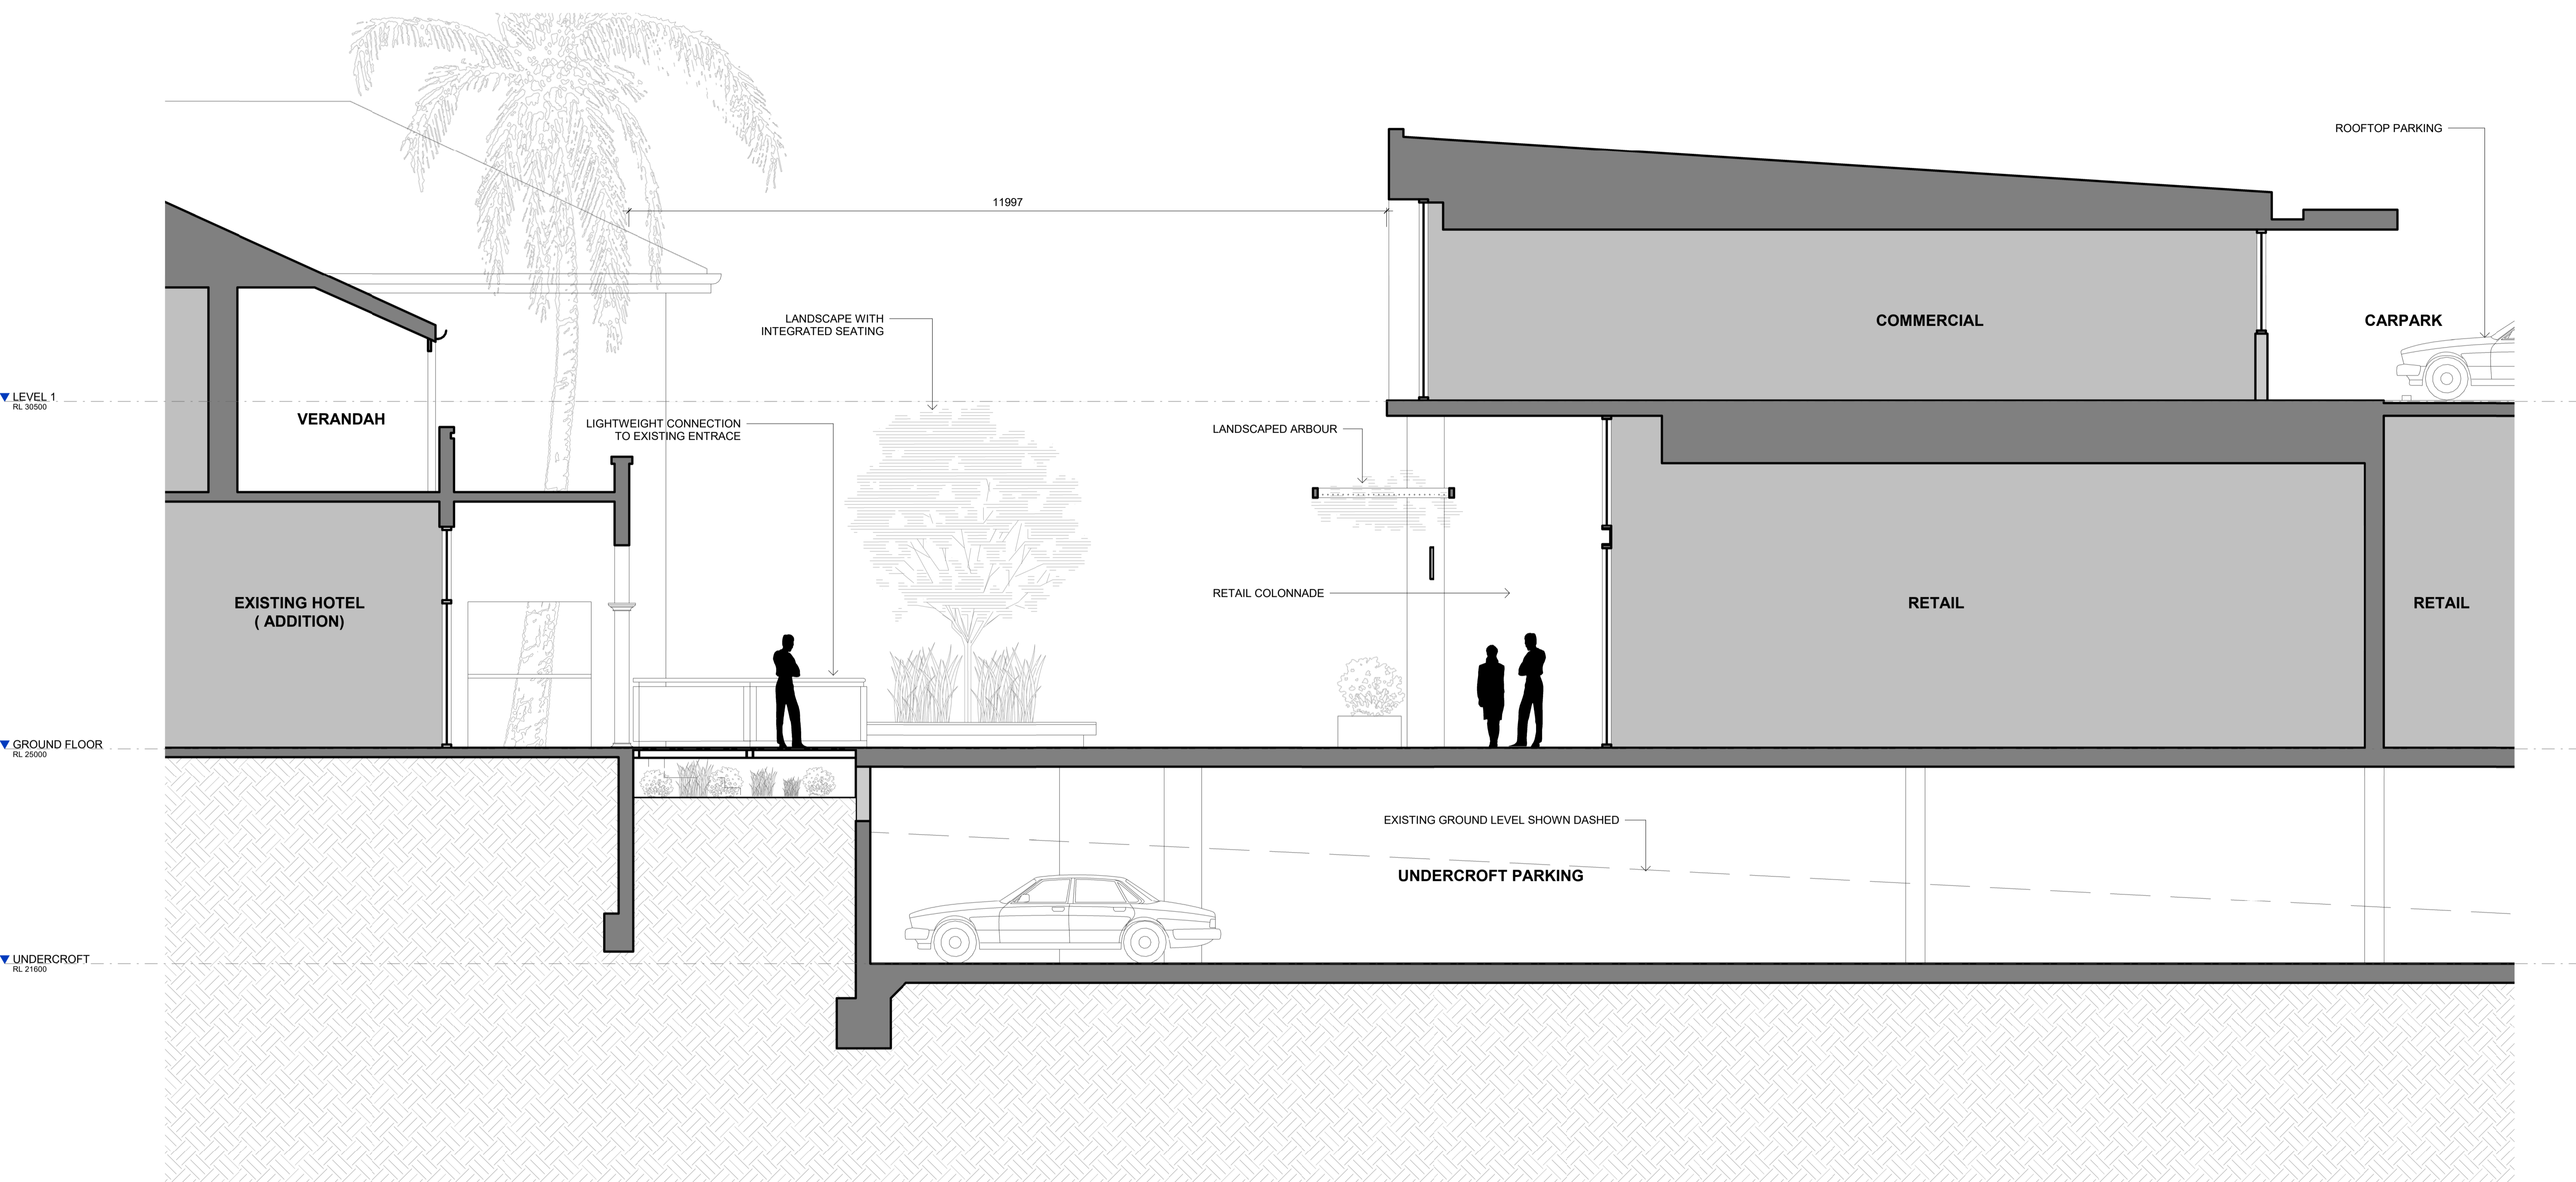 ROOFTOP PARKING
11997
LANDSCAPE WITH
INTEGRATED SEATING
COMMERCIAL
CARPARK
LEVEL 1
RL 30500
VERANDAH
LIGHTWEIGHT CONNECTION
TO EXISTING ENTRACE
LANDSCAPED ARBOUR
RETAIL COLONNADE
EXISTING HOTEL
( ADDITION)
RETAIL
RETAIL
GROUND FLOOR
RL 25000
EXISTING GROUND LEVEL SHOWN DASHED
UNDERCROFT PARKING
UNDERCROFT
RL 21600